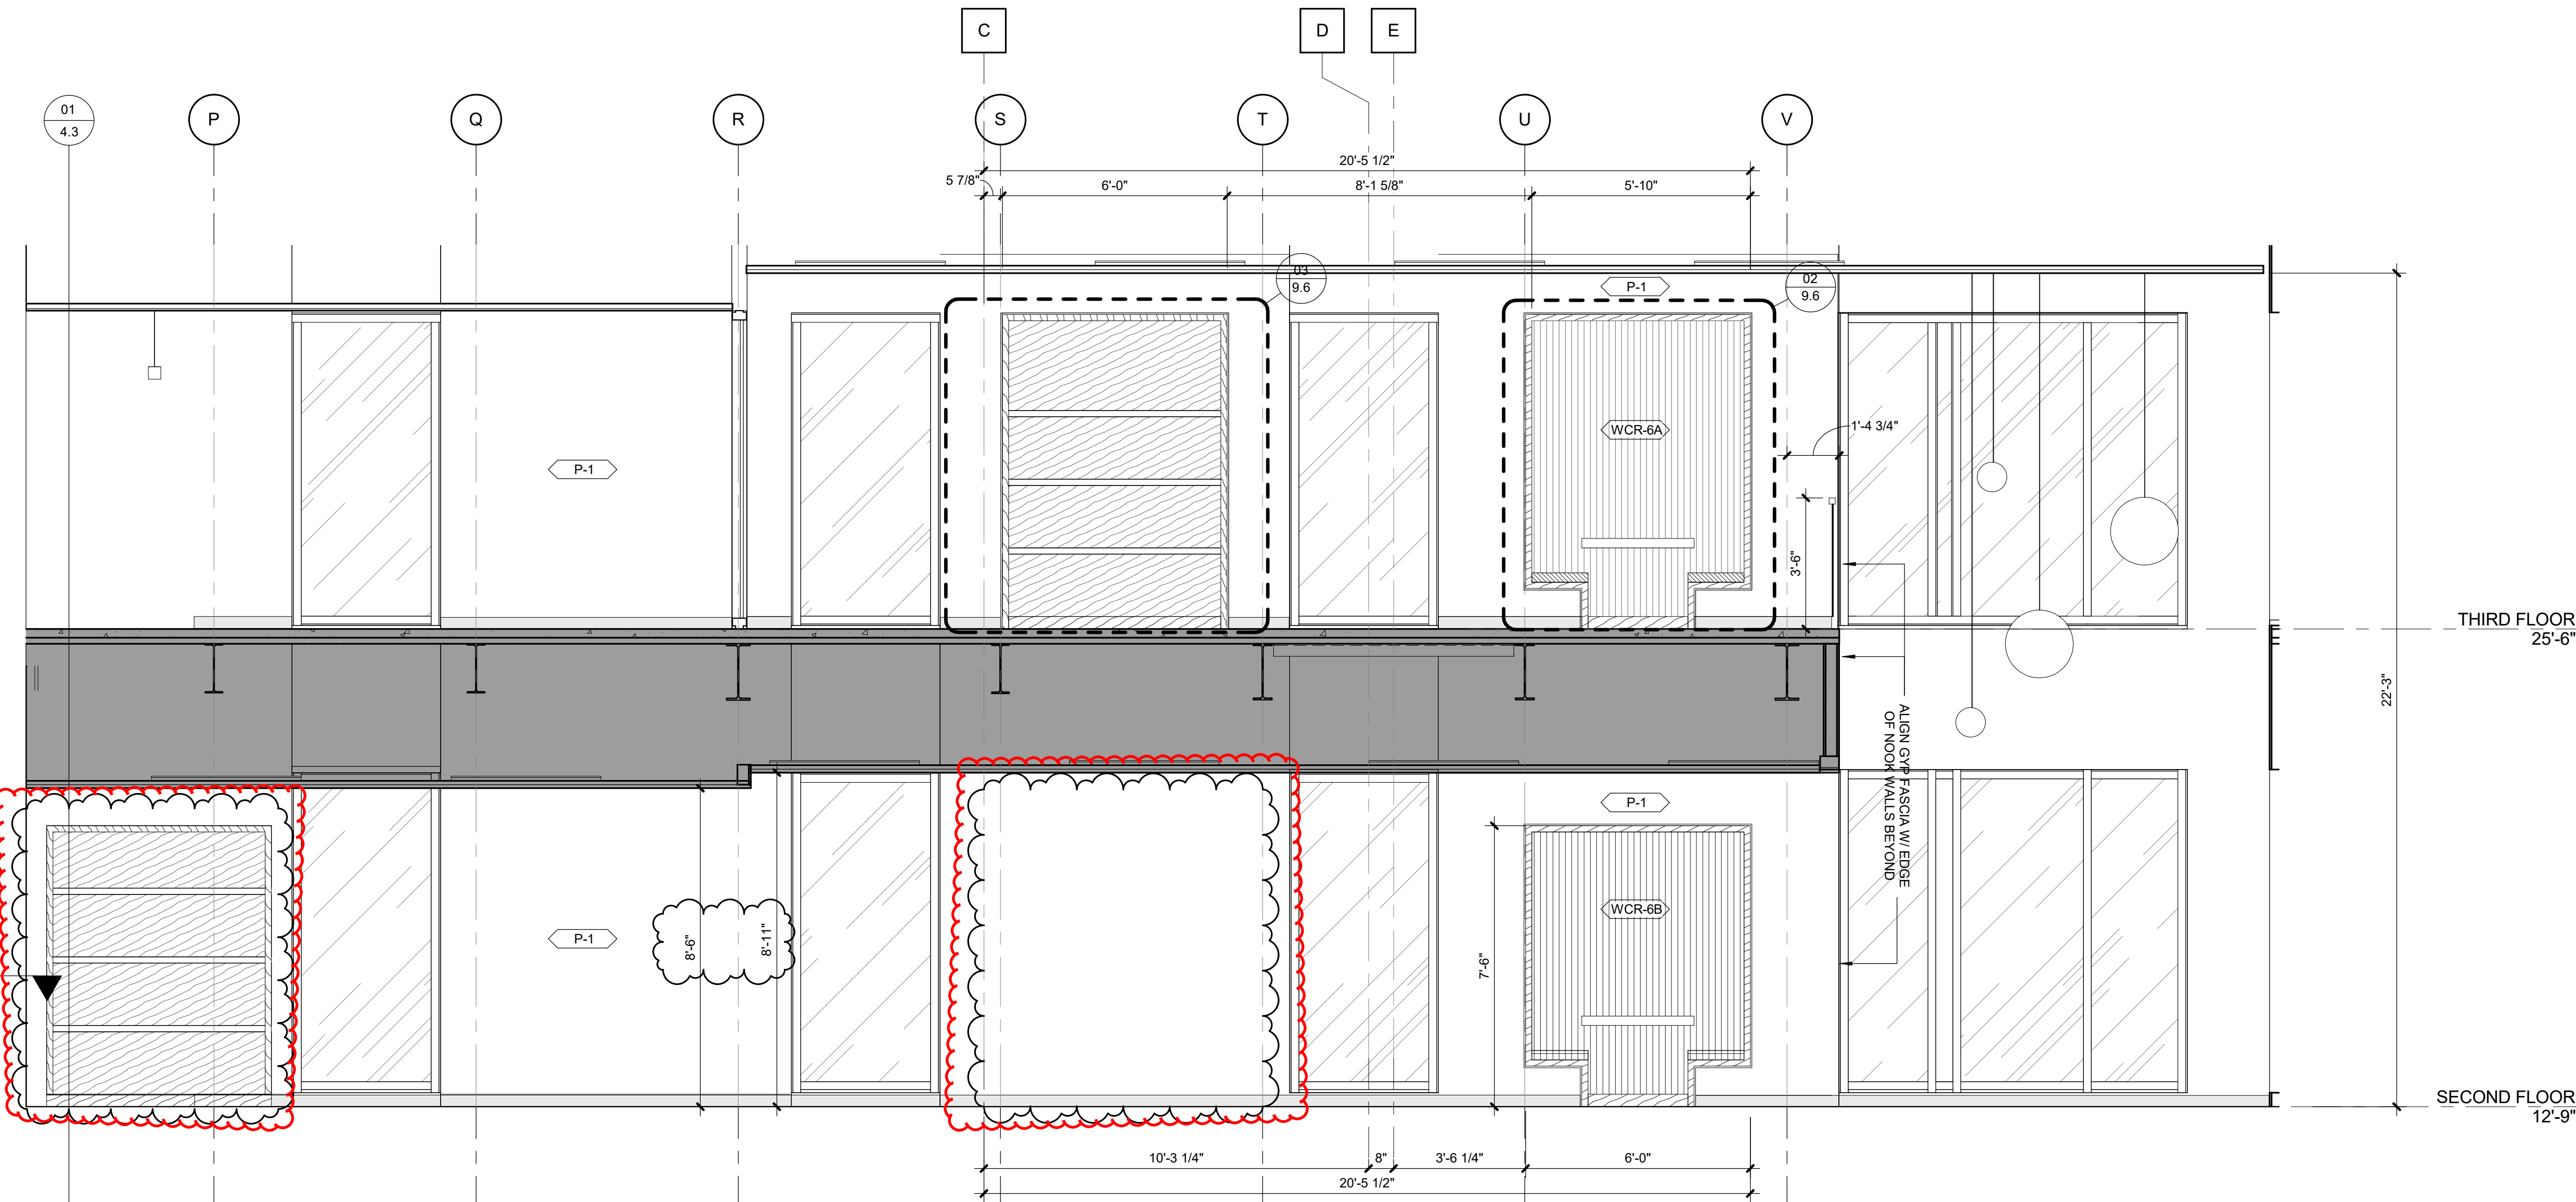 C
D
E
01
4.3
P
Q
R
S
T
U
V
20'-5 1/2"
5 7/8"
6'-0"
8'-1 5/8"
5'-10"
03
9.6
P-1
02
9.6
WCR-6A
1'-4 3/4"
P-1
3'-6"
THIRD FLOOR
25'-6"
22'-3"
ALIGN GYP FASCIA W/ EDGE
OF NOOK WALLS BEYOND
P-1
WCR-6B
P-1
8'-6"
8'-11"
7'-6"
SECOND FLOOR
12'-9"
10'-3 1/4"
8"
3'-6 1/4"
6'-0"
20'-5 1/2"